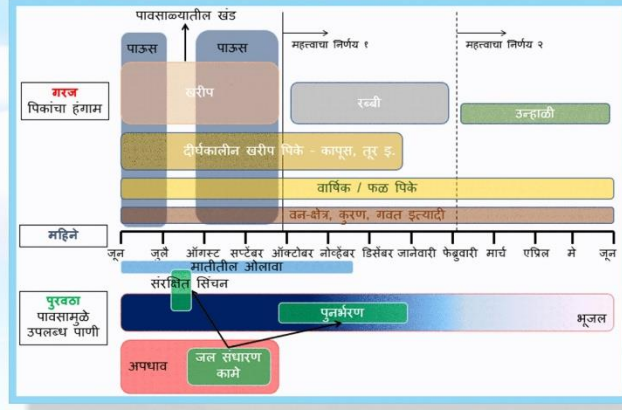 पावसाळ्यातील खंड
पाऊस
पाऊस
महत्त्वाचा निर्णय १
महत्त्वाचा निर्णय २
गरज
पिकांचा हंगाम
खरीप
रब्बी
उन्हाळी
दीर्घकालीन खरीप पिके - कापूस, तूर इ.
वार्षिक / फळ पिके
वन-क्षेत्र, कुरण, गवत इत्यादी
महिने
जून जुलै ऑगस्ट सप्टेंबर ऑक्टोबर नोव्हेंबर डिसेंबर जानेवारी फेब्रुवारी मार्च एप्रिल मे जून
मातीतील ओलावा
संरक्षित सिंचन
पुरवठा
पावसामुळे
उपलब्ध पाणी
पुनर्भरण
भूजल
अपधाव
जल संधारण
कामे